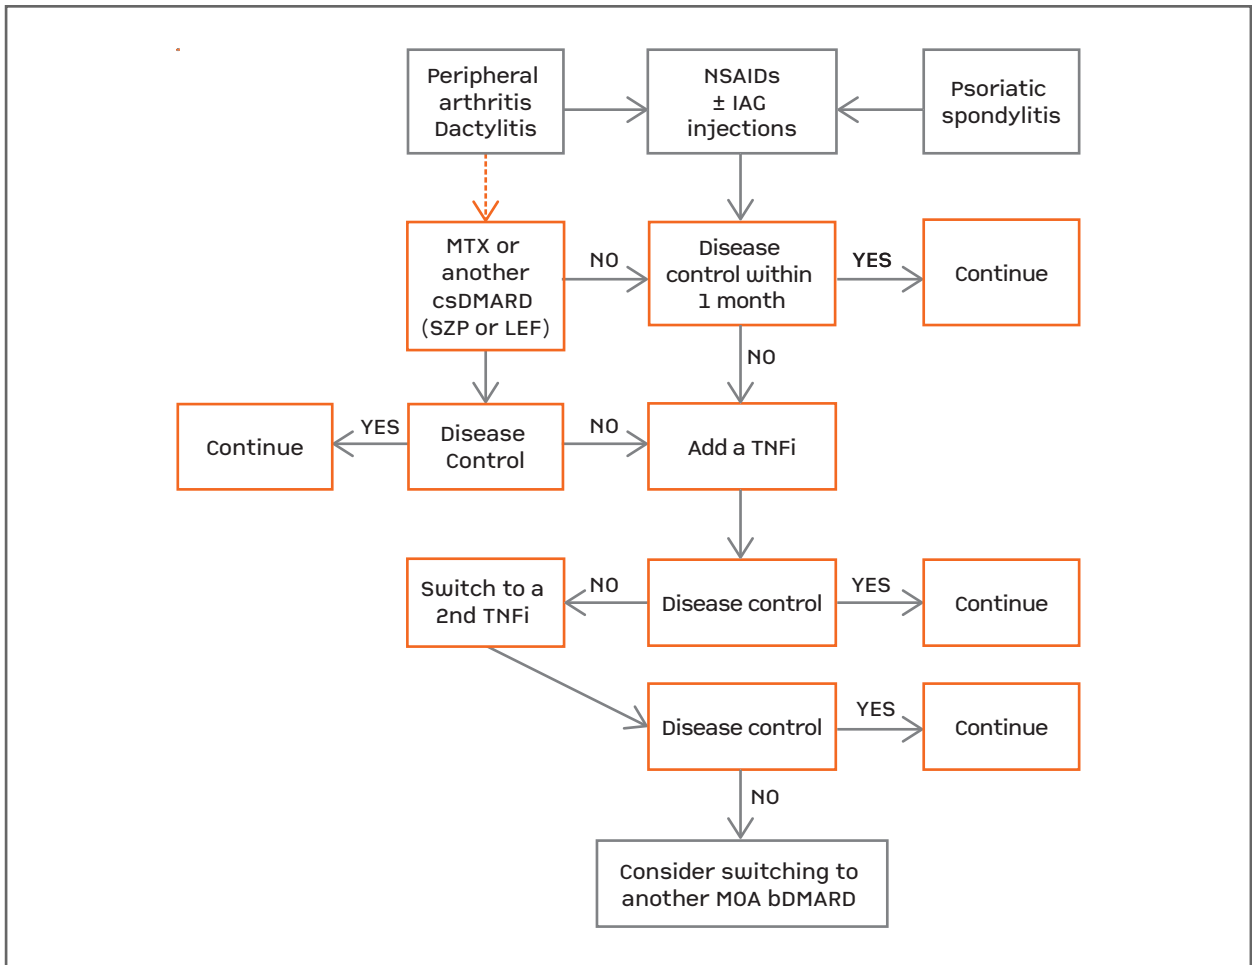 Peripheral
arthritis
Dactylitis
NSAIDs
± IAG
injections
Psoriatic
spondylitis
MTX or
another
csDMARD
(SZP or LEF)
NO
Disease
control within
1 month
YES
Continue
NO
Continue
YES
Disease
Control
NO
Add a TNFi
Switch to a
2nd TNFi
NO
Disease control
YES
Continue
Disease control
YES
Continue
NO
Consider switching to
another MOA bDMARD